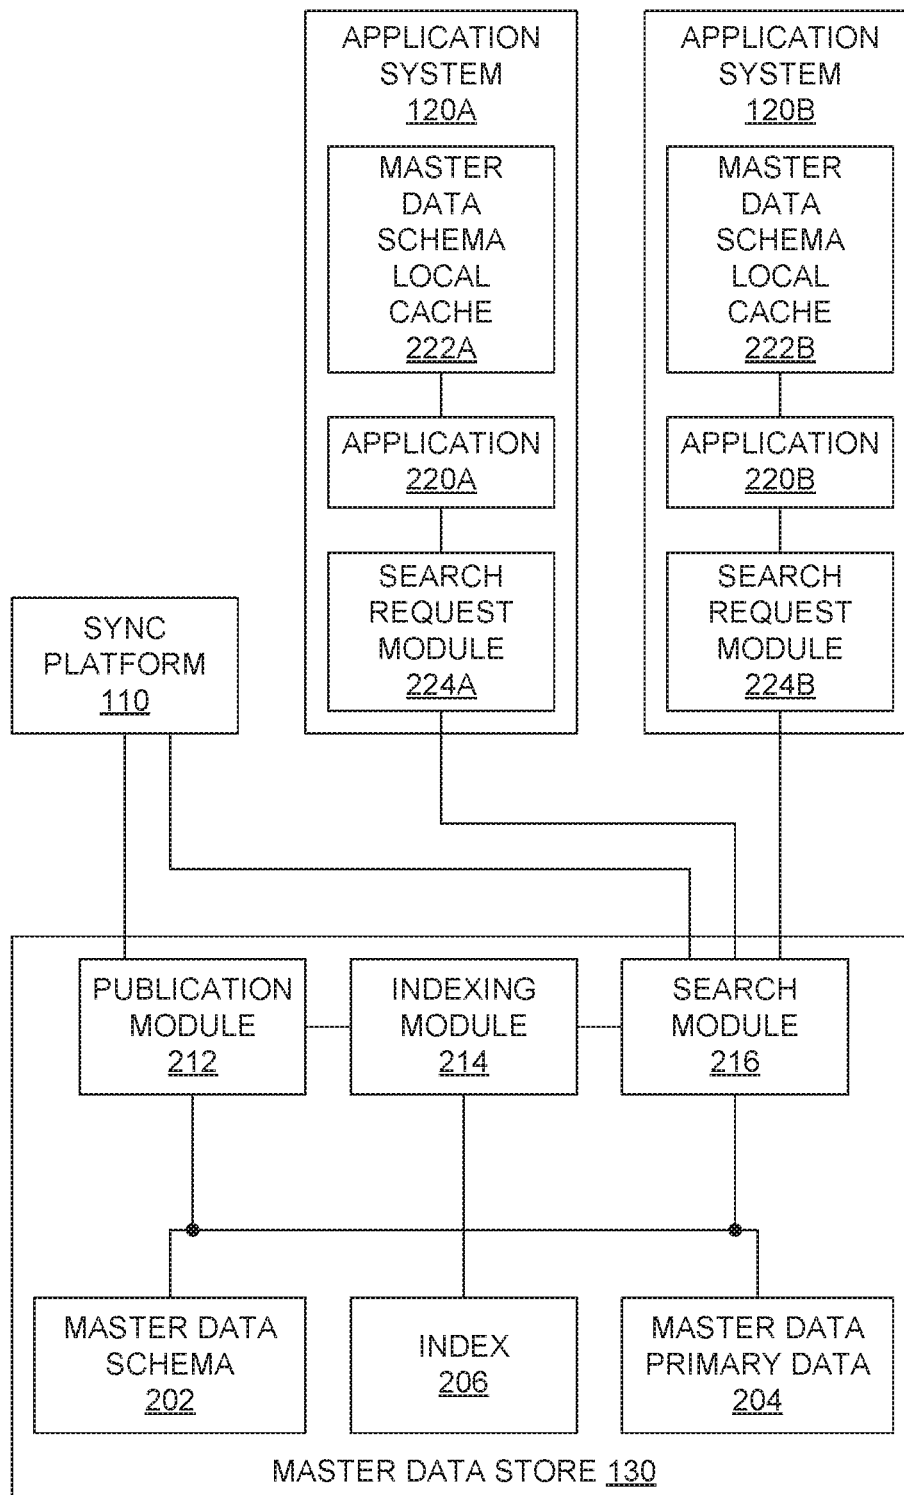 APPLICATION
SYSTEM
120A
MASTER
DATA
SCHEMA
LOCAL
CACHE
222A
APPLICATION
220A
SEARCH
REQUEST
MODULE
224A
APPLICATION
SYSTEM
120B
MASTER
DATA
SCHEMA
LOCAL
CACHE
222B
APPLICATION
220B
SEARCH
REQUEST
MODULE
224B
SYNC
PLATFORM
110
PUBLICATION
MODULE
212
INDEXING
MODULE
214
SEARCH
MODULE
216
MASTER DATA
SCHEMA
202
INDEX
206
MASTER DATA
PRIMARY DATA
204
MASTER DATA STORE 130